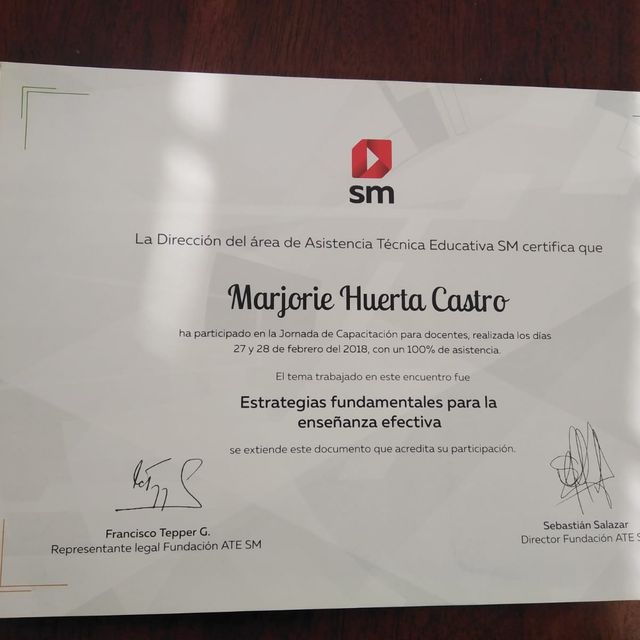 sm
La Dirección del área de Asistencia Técnica Educativa SM certifica que
Marjorie Huerta Castro
ha participado en la Jornada de Capacitación para docentes, realizada los días
27 y 28 de febrero del 2018, con un 100% de asistencia.
El tema trabajado en este encuentro fue
Estrategias fundamentales para la
enseñanza efectiva
se extiende este documento que acredita su participación.
Francisco Tepper G.
Representante legal Fundación ATE SM
Sebastián Salazar
Director Fundación ATE S